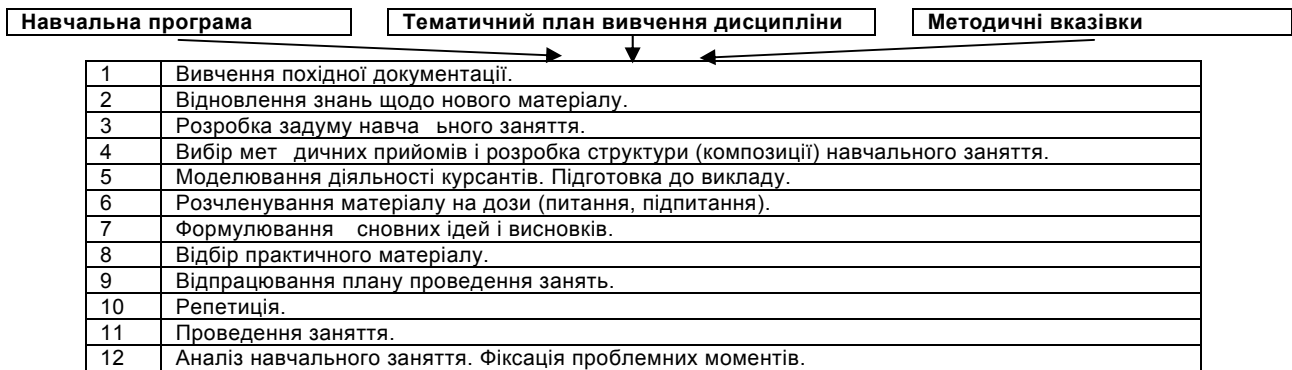 Навчальна програма Тематичний план вивчення дисципліни Методичні вказівки
1 Вивчення похідної документації.
2 Відновлення знань щодо нового матеріалу.
3 Розробка задуму навча ьного заняття.
4 Вибір мет дичних прийомів і розробка структури (композиції) навчального заняття.
5 Моделювання діяльності курсантів. Підготовка до викладу.
6 Розчленування матеріалу на дози (питання, підпитання).
7 Формулювання сновних ідей і висновків.
8 Відбір практичного матеріалу.
9 Відпрацювання плану проведення занять.
10 Репетиція.
11 Проведення заняття.
12 Аналіз навчального заняття. Фіксація проблемних моментів.